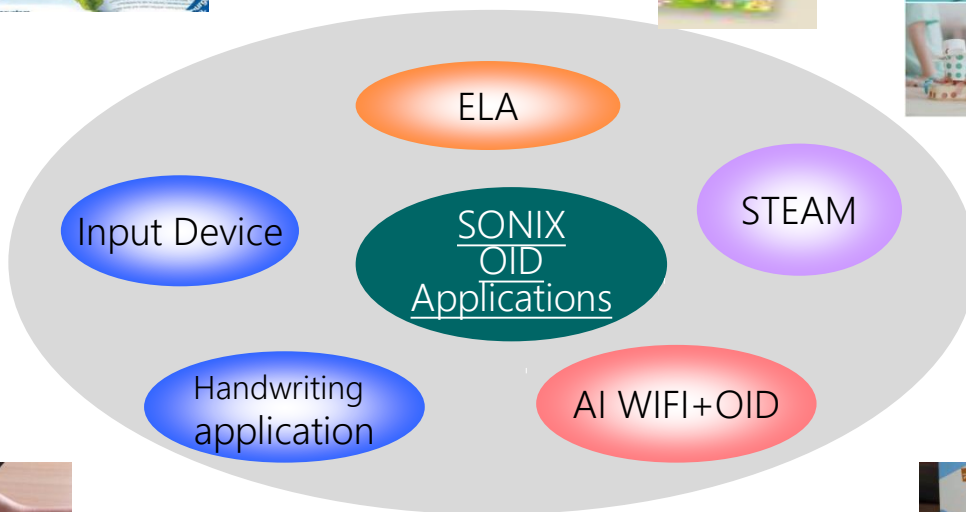 ELA
STEAM
Input Device
SONIX
OID
Applications
Handwriting
application
AI WIFI+OID